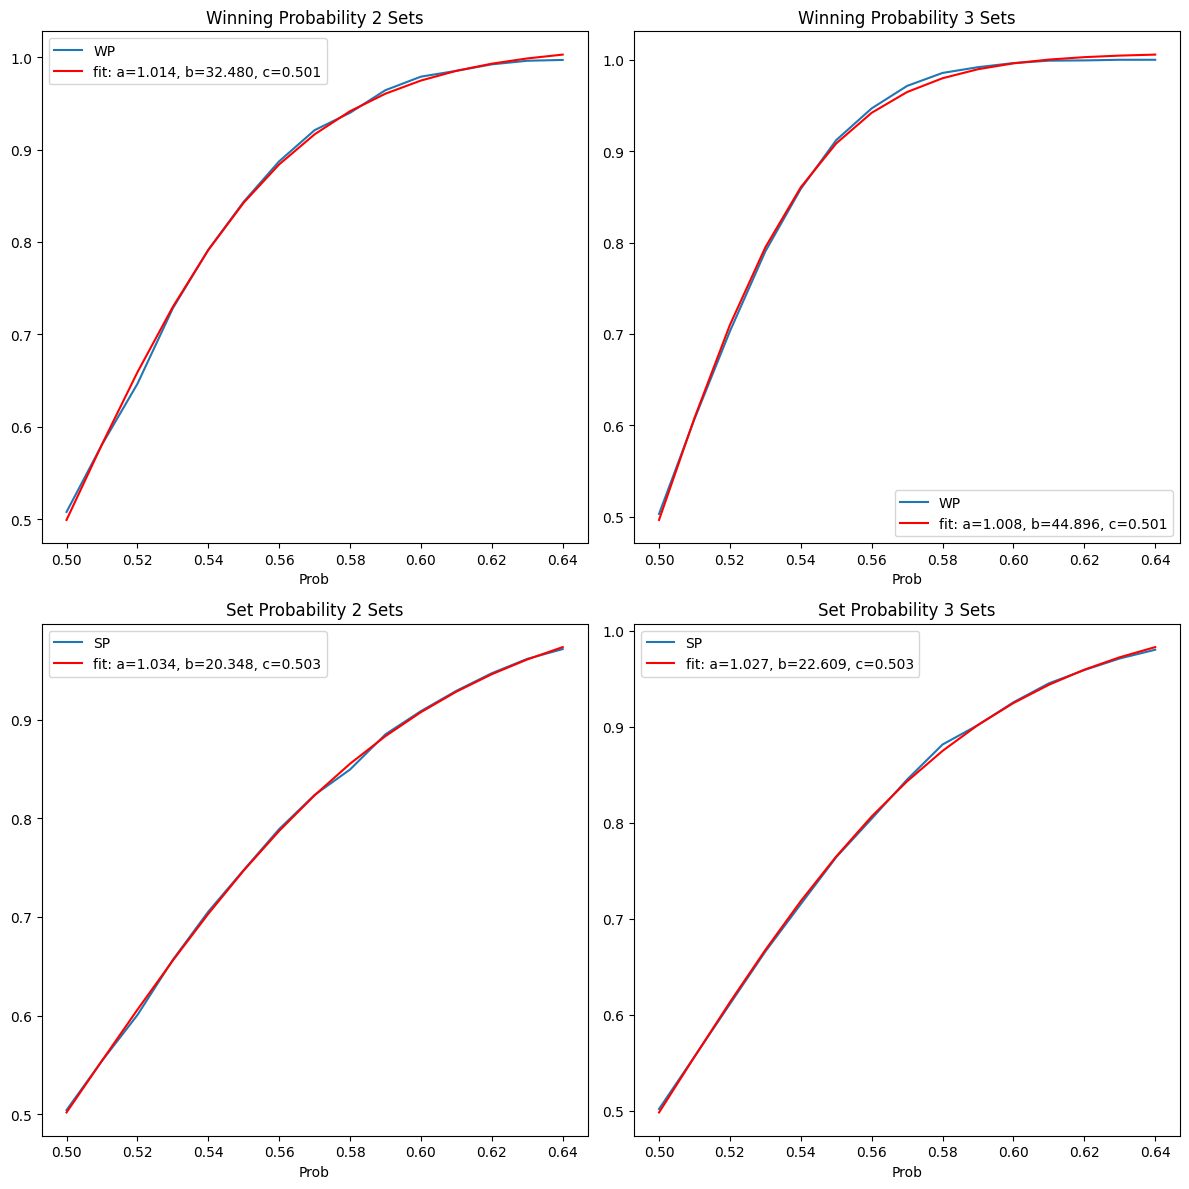 Winning Probability 2 Sets
WP
fit: a=1.014, b=32.480, c=0.501
1.0
0.9
0.8
0.7
0.6
0.5
0.50 0.52 0.54 0.56 0.58 0.60 0.62 0.64
Prob
Winning Probability 3 Sets
1.0
0.9
0.8
0.7
0.6
0.5
WP
fit: a=1.008, b=44.896, c=0.501
0.50 0.52 0.54 0.56 0.58 0.60 0.62 0.64
Prob
Set Probability 2 Sets
SP
fit: a=1.034, b=20.348, c=0.503
0.9
0.8
0.7
0.6
0.5
0.50 0.52 0.54 0.56 0.58 0.60 0.62 0.64
Prob
Set Probability 3 Sets
1.0
SP
fit: a=1.027, b=22.609, c=0.503
0.9
0.8
0.7
0.6
0.5
0.50 0.52 0.54 0.56 0.58 0.60 0.62 0.64
Prob